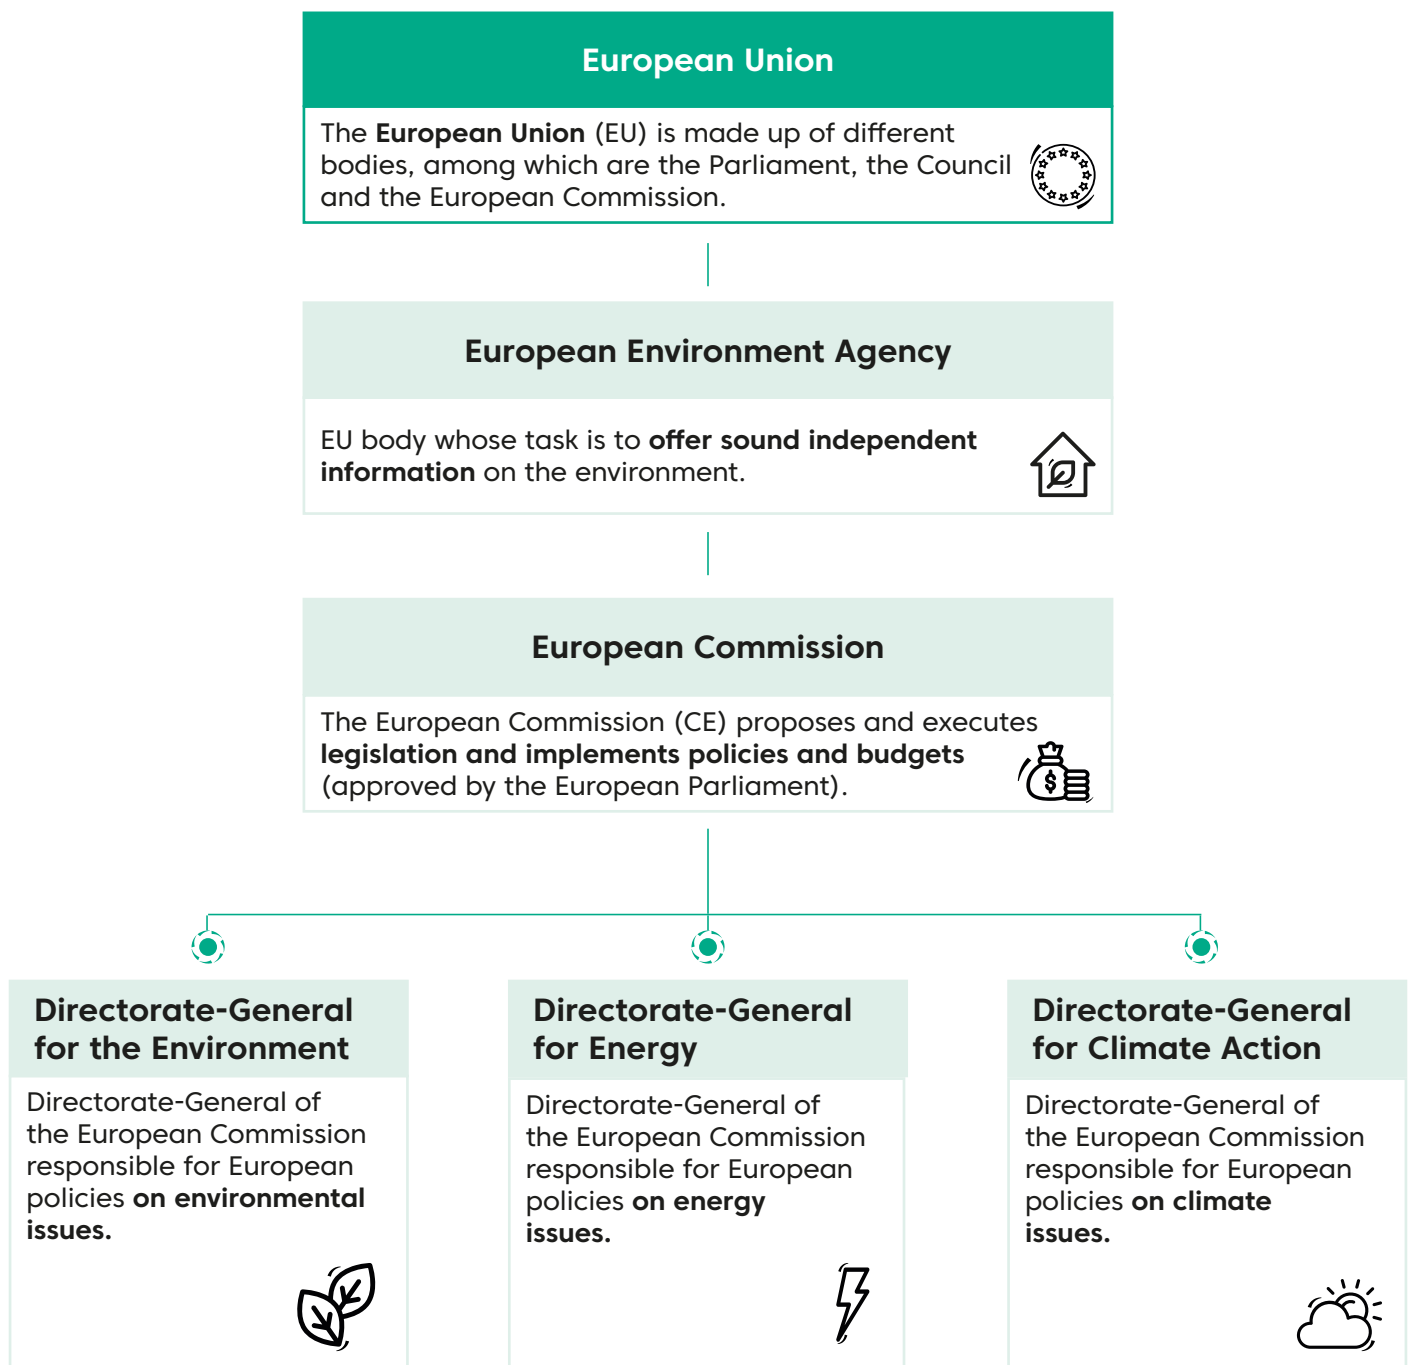 European Union
The European Union (EU) is made up of different
bodies, among which are the Parliament, the Council
and the European Commission.
European Environment Agency
EU body whose task is to offer sound independent
information on the environment.
European Commission
The European Commission (CE) proposes and executes
legislation and implements policies and budgets
(approved by the European Parliament).
$
Directorate-General
for the Environment
Directorate-General of
the European Commission
responsible for European
policies on environmental
issues.
Directorate-General
for Energy
Directorate-General of
the European Commission
responsible for European
policies on energy
issues.
Directorate-General
for Climate Action
Directorate-General of
the European Commission
responsible for European
policies on climate
issues.